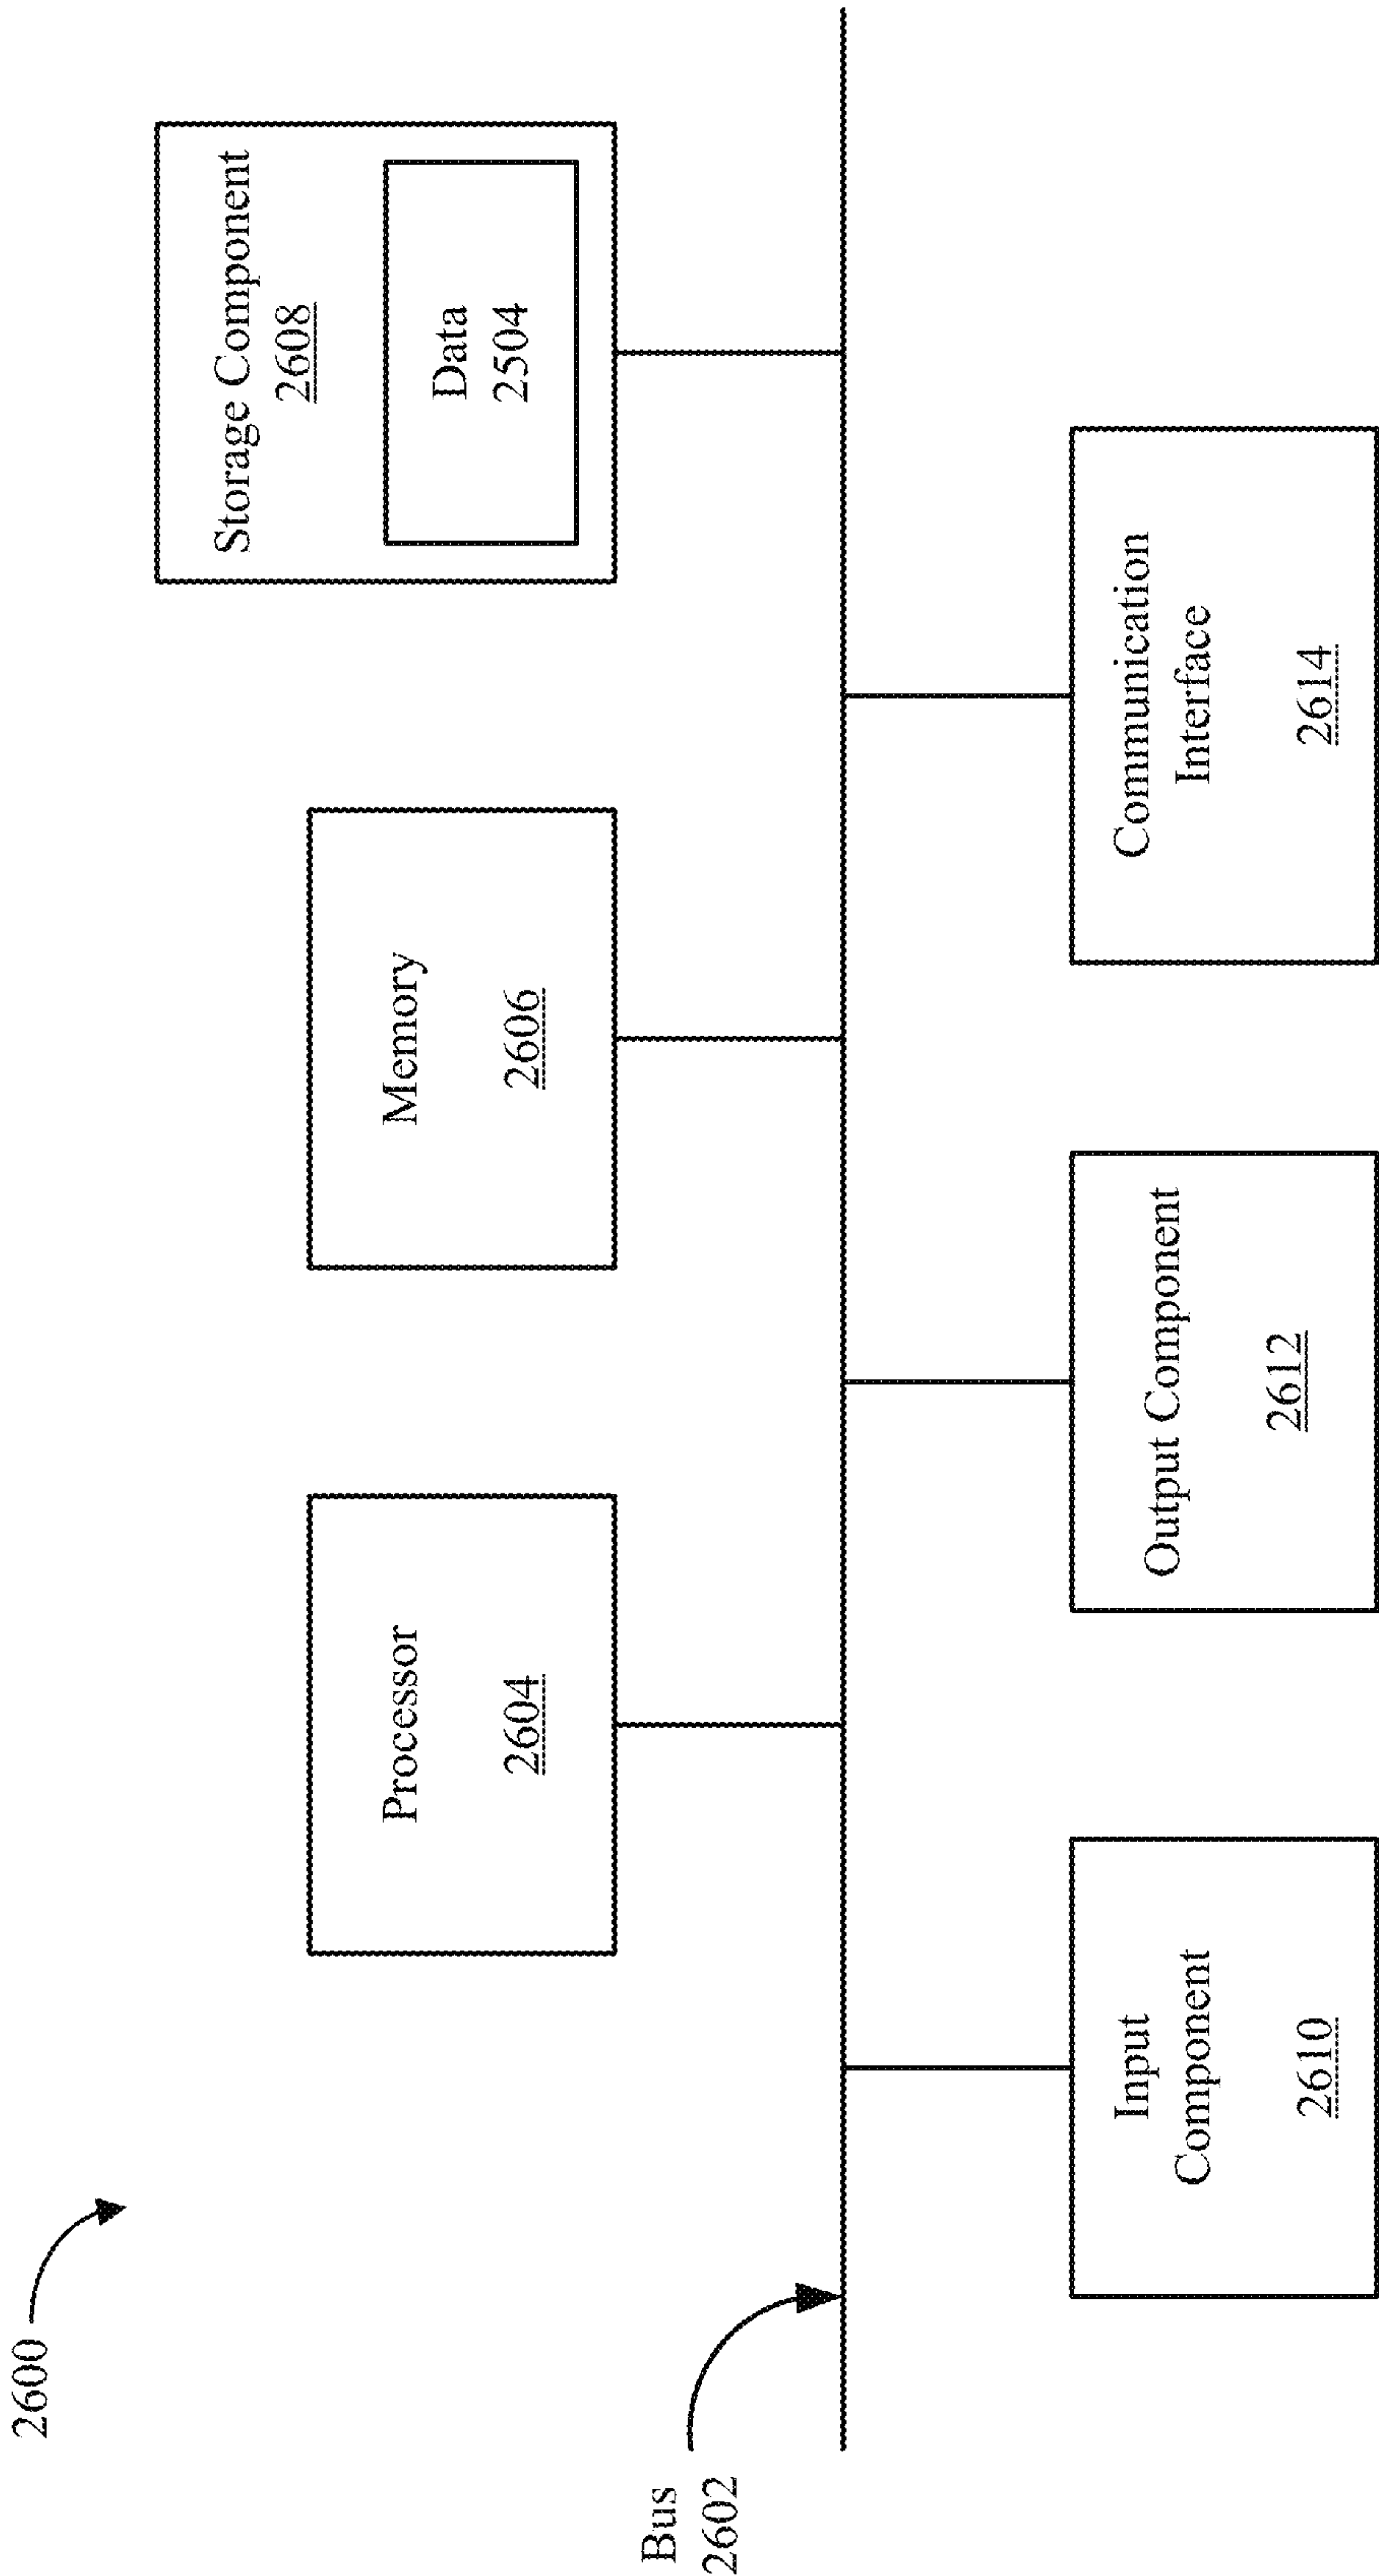 2600
Processor
2604
Memory
2606
Storage Component
2608
Data
2504
Bus
2602
Input
Component
2610
Output Component
2612
Communication
Interface
2614